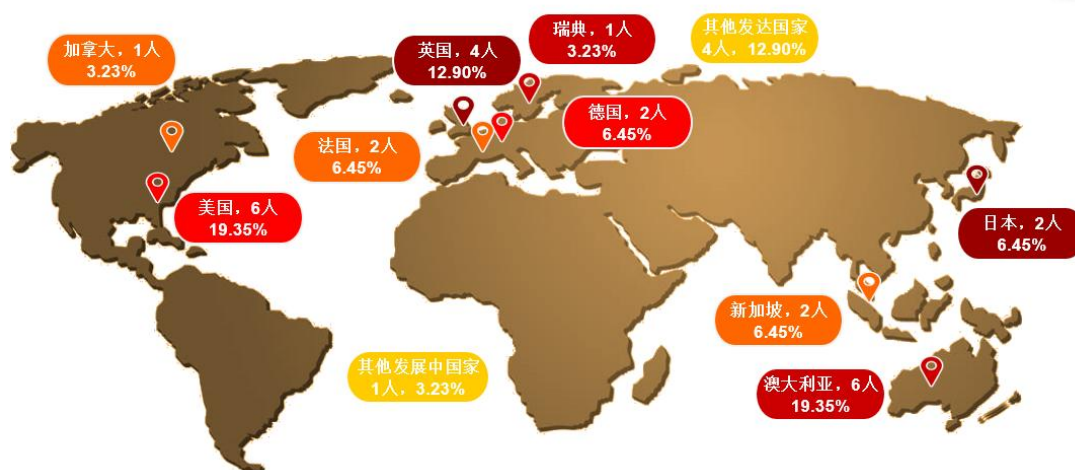 加拿大，1人
3.23%
英国，4人
12.90%
瑞典，1人
3.23%
其他发达国家
4人，12.90%
法国，2人
6.45%
德国，2人
6.45%
美国，6人
19.35%
日本，2人
6.45%
新加坡，2人
6.45%
其他发展中国家
1人，3.23%
澳大利亚，6人
19.35%